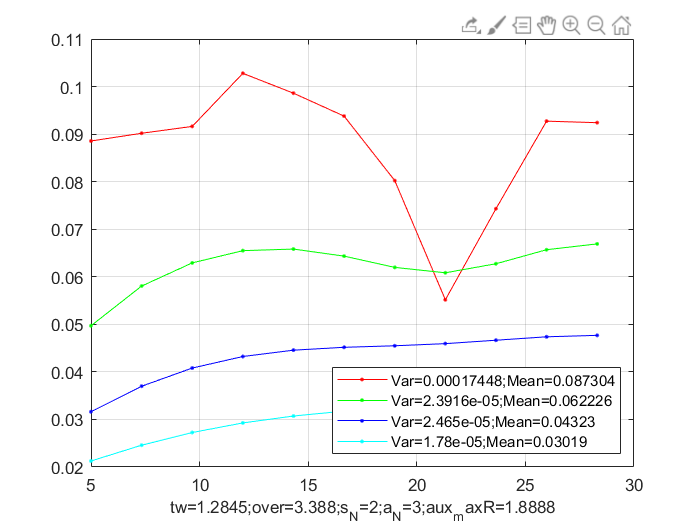 0.11
0.1
0.09
0.08
0.07
0.06
0.05
0.04
0.03
0.02
Var=0.00017448;Mean=0.087304
Var=2.3916e-05;Mean=0.062226
Var=2.465e-05;Mean=0.04323
Var=1.78e-05;Mean=0.03019
5 10 15 20 25 30
tw=1.2845;over=3.388;s_N=2;a_N=3;aux_maxR=1.8888